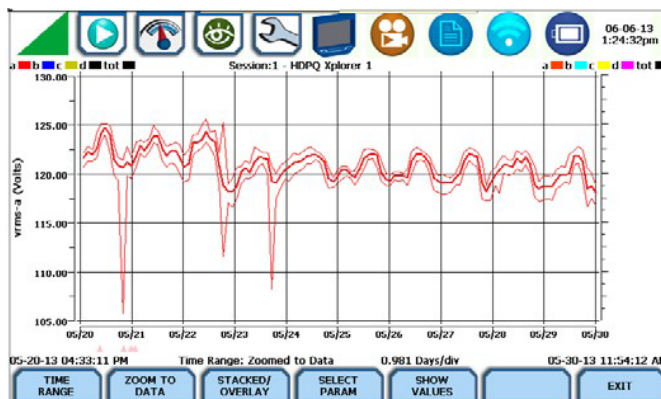 06-06-13
1:24:32pm
a b c d tot Session:1 - HDPQ Xplorer 1 a b c d tot
130.00
125.00
120.00
115.00
110.00
105.00
vrms-a (Volts)
05/20 05/21 05/22 05/23 05/24 05/25 05/26 05/27 05/28 05/29 05/30
05-20-13 04:33:11 PM Time Range: Zoomed to Data 0.981 Days/div 05-30-13 11:54:12 A
TIME RANGE
ZOOM TO DATA
STACKED/ OVERLAY
SELECT PARAM
SHOW VALUES
EXIT